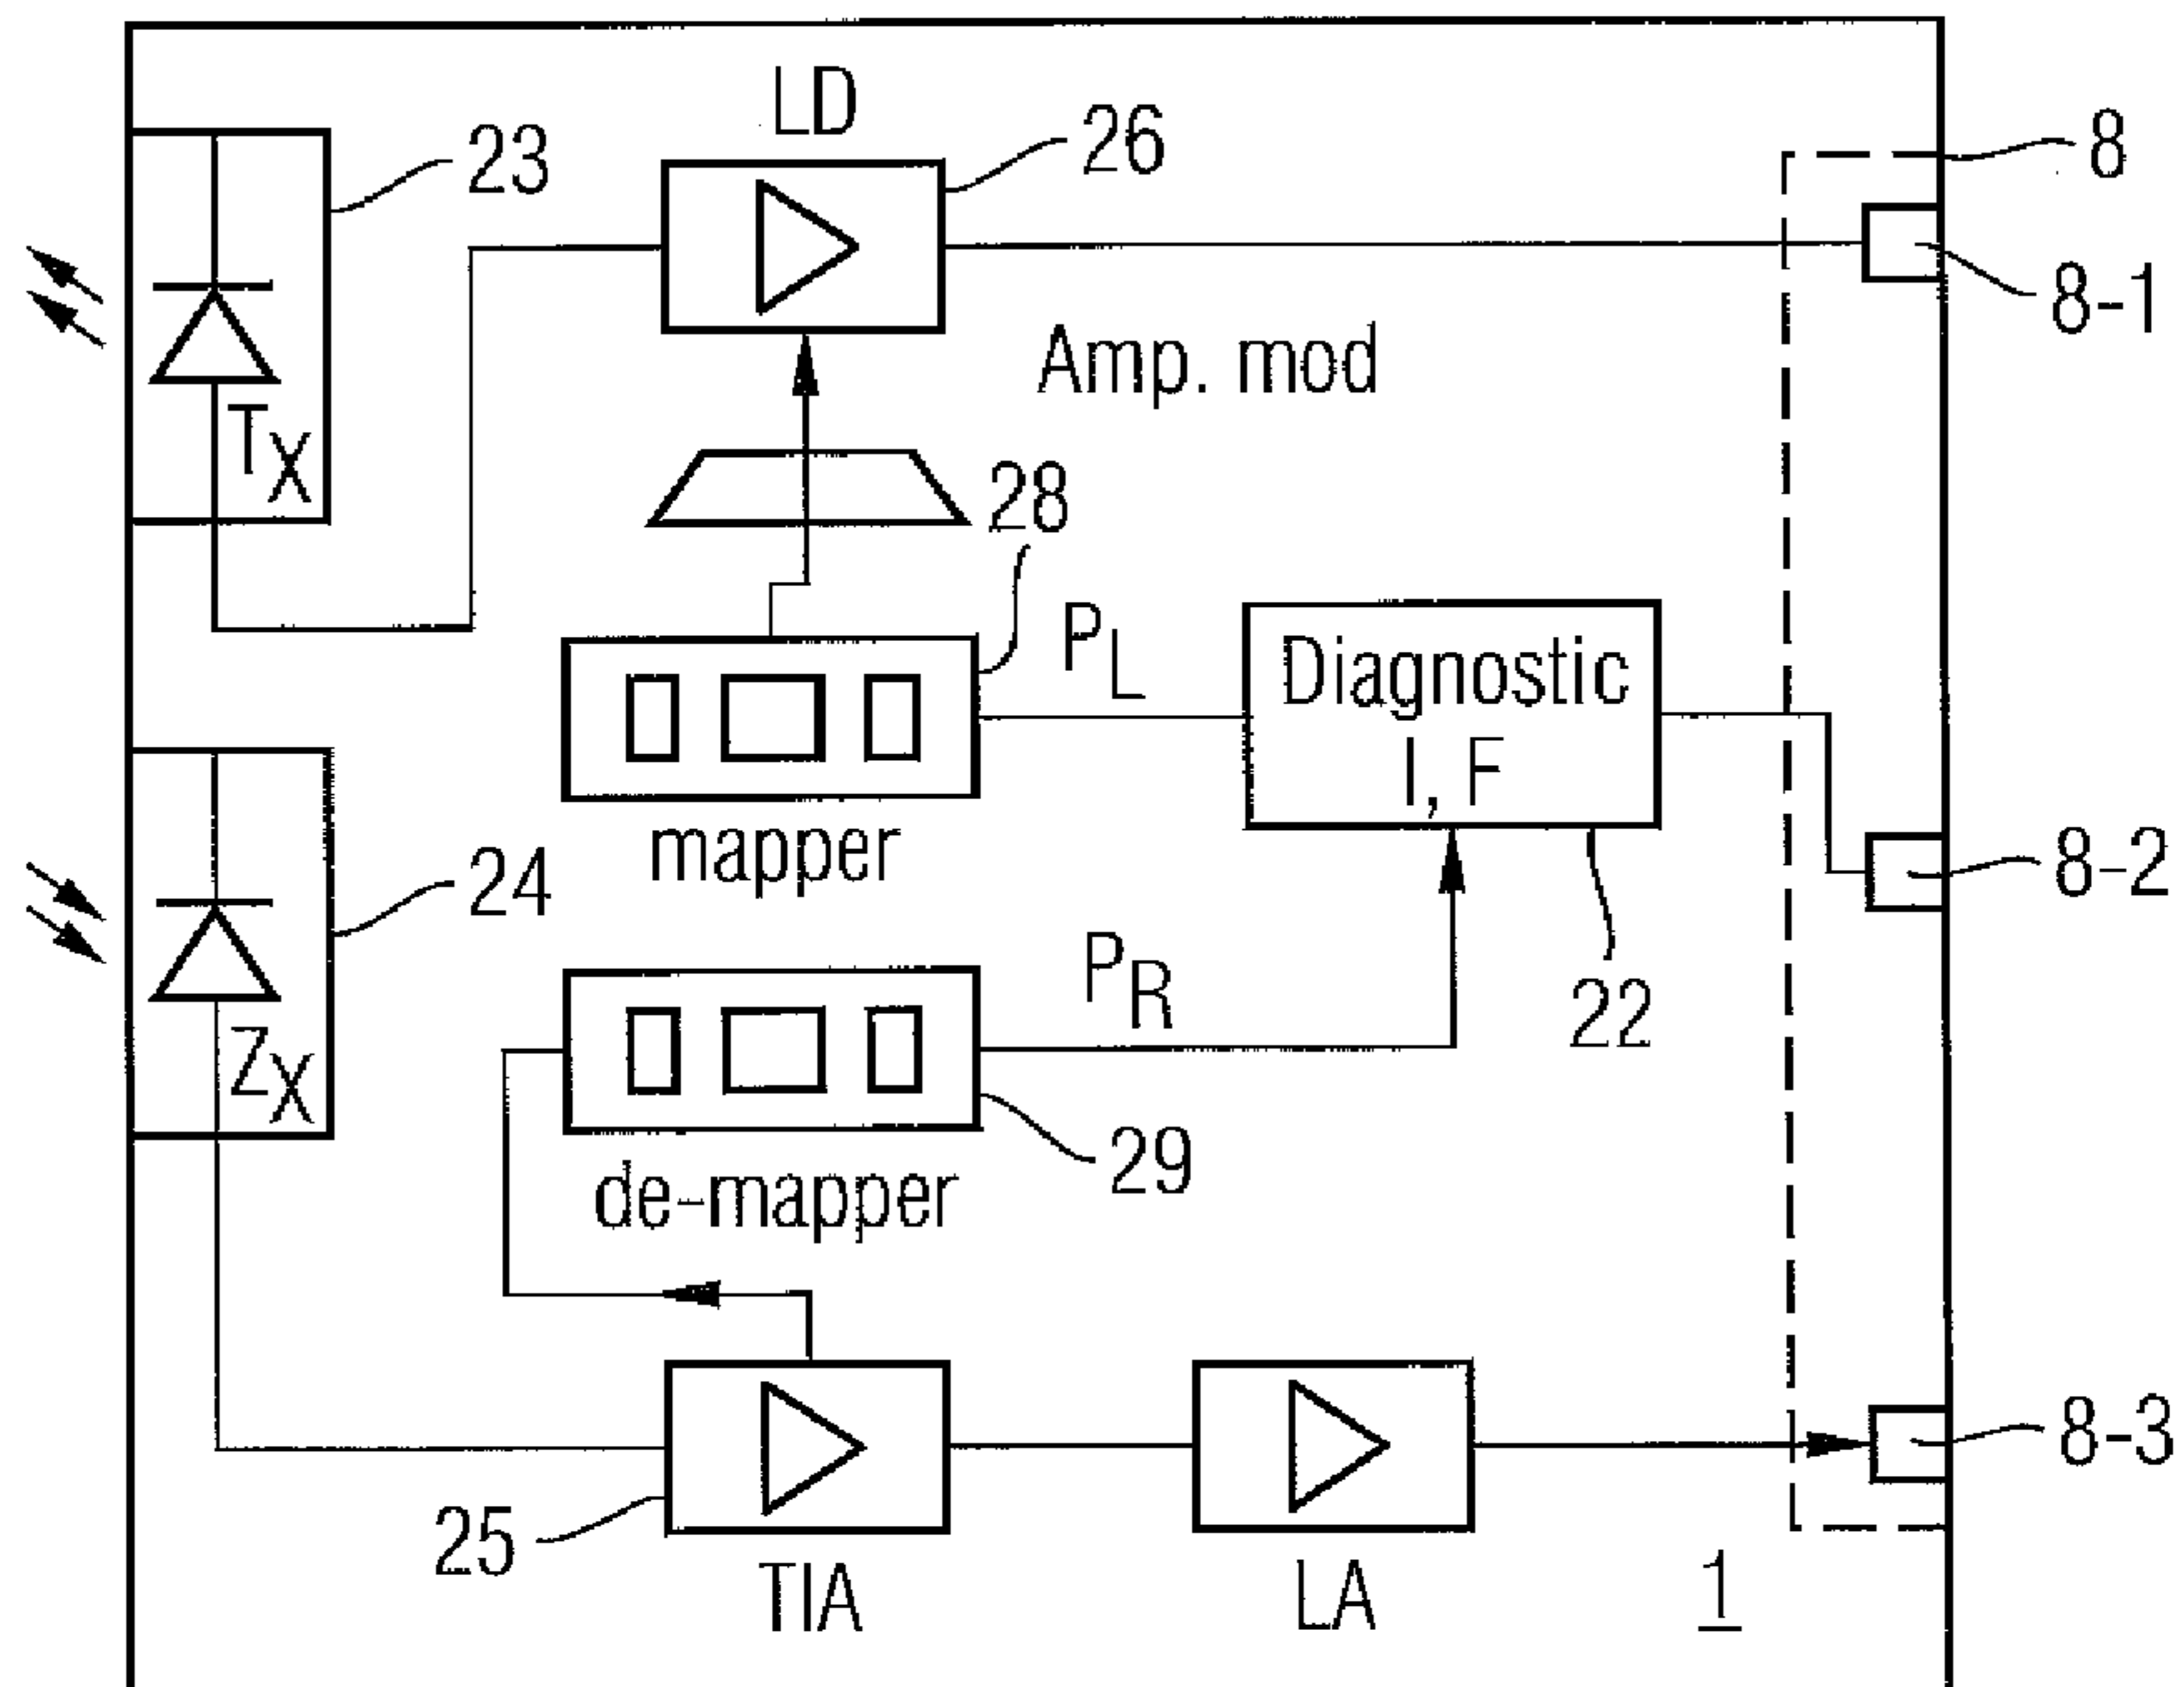 LD
23
26
8
8-1
Amp. mod
TX
28
PL
Diagnostic
I, F
mapper
24
8-2
PR
22
ZX
29
de-mapper
8-3
25
TIA
LA
1